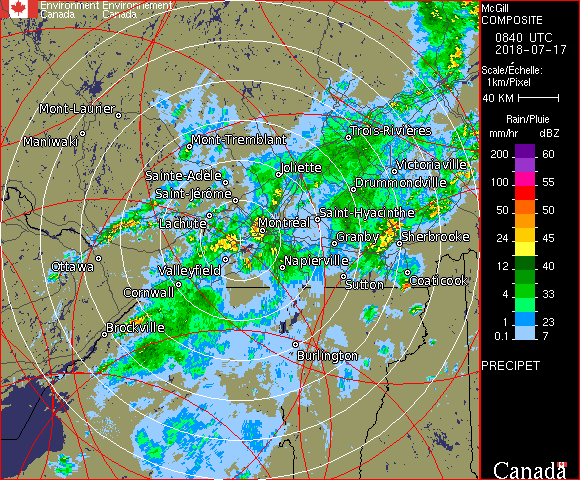 Environment Environnement
Canada Canada
McGill
COMPOSITE
0840 UTC
2018-07-17
Scale/Échelle:
1km/Pixel
40 KM
Rain/Pluie
mm/hr dBZ
200 60
100 55
50 50
24 45
12 40
4 33
1 23
0.1 7
PRECIPET
Canada
Mont-Laurier
Maniwaki
Mont-Tremblant
Trois-Rivières
Sainte-Adèle
Joliette
Victoriaville
Saint-Jérôme
Drummondville
Lachute
Montréal
Saint-Hyacinthe
Granby
Sherbrooke
Ottawa
Valleyfield
Napierville
Cornwall
Sutton
Coaticook
Brockville
Burlington